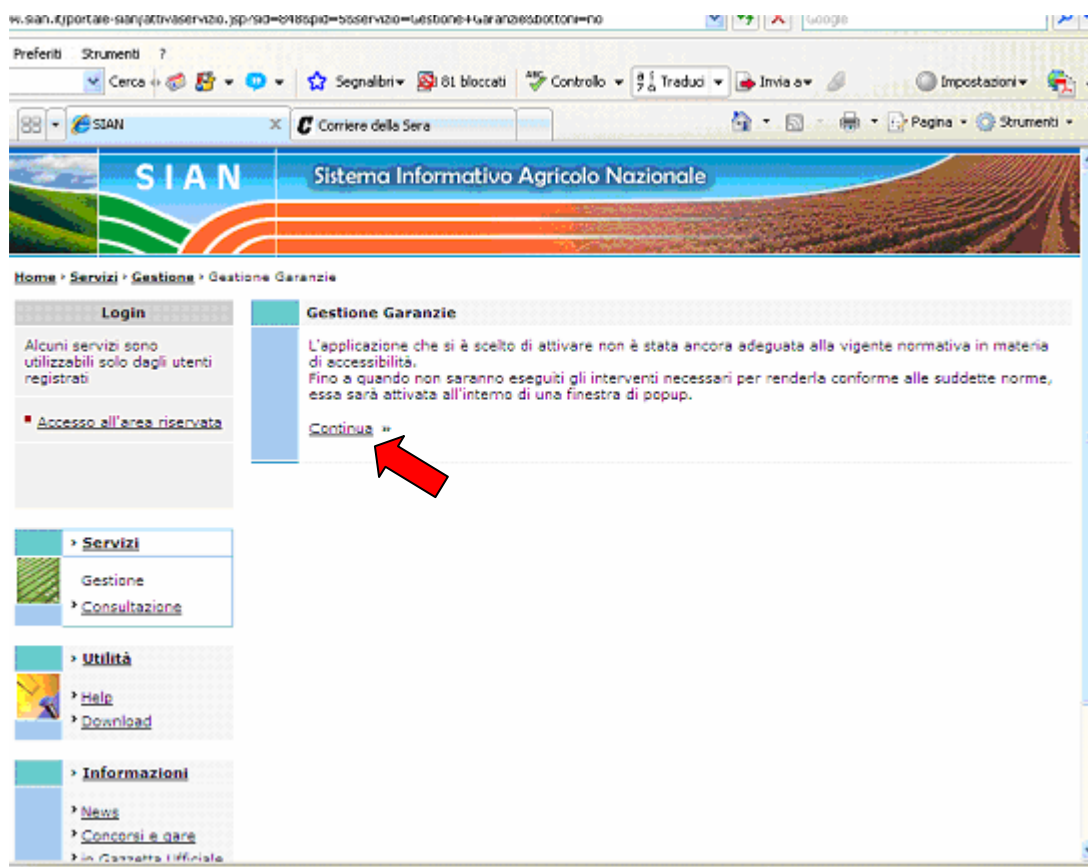 Google
Preferiti Strumenti ?
Cerca Segnalibri 81 bloccati Controllo Traduci Invia a Impostazioni
SIAN Corriere della Sera Pagina Strumenti
SIAN Sistema Informativo Agricolo Nazionale
Home › Servizi › Gestione › Gestione Garanzie
Login
Alcuni servizi sono
utilizzabili solo dagli utenti
registrati
Accesso all'area riservata
Gestione Garanzie
L'applicazione che si è scelto di attivare non è stata ancora adeguata alla vigente normativa in materia
di accessibilità.
Fino a quando non saranno eseguiti gli interventi necessari per renderla conforme alle suddette norme,
essa sarà attivata all'interno di una finestra di popup.
Continua »
› Servizi
Gestione
› Consultazione
› Utilità
› Help
› Download
› Informazioni
› News
› Concorsi e gare
› in Gazzetta Ufficiale